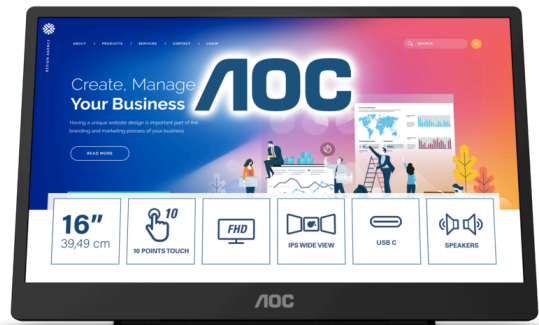 DESIGN AGENCY
ABOUT | PRODUCTS | SERVICES | CONTACT | LOGIN
SEARCH
Create, Manage
Your Business
AOC
Having a unique website design is important part of the
branding and marketing process of your business
READ MORE
16”
39,49 cm
10
10 POINTS TOUCH
FHD
IPS WIDE VIEW
USB C
SPEAKERS
AOC